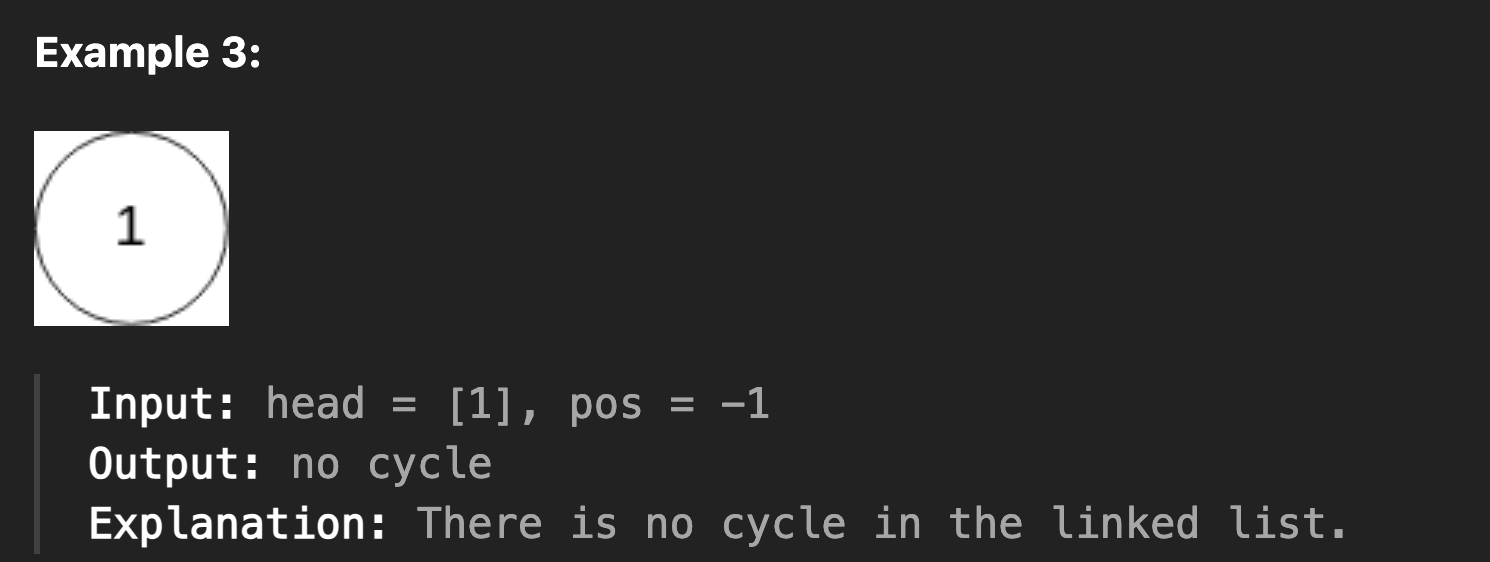 Example 3:
1
Input: head = [1], pos = -1
Output: no cycle
Explanation: There is no cycle in the linked list.